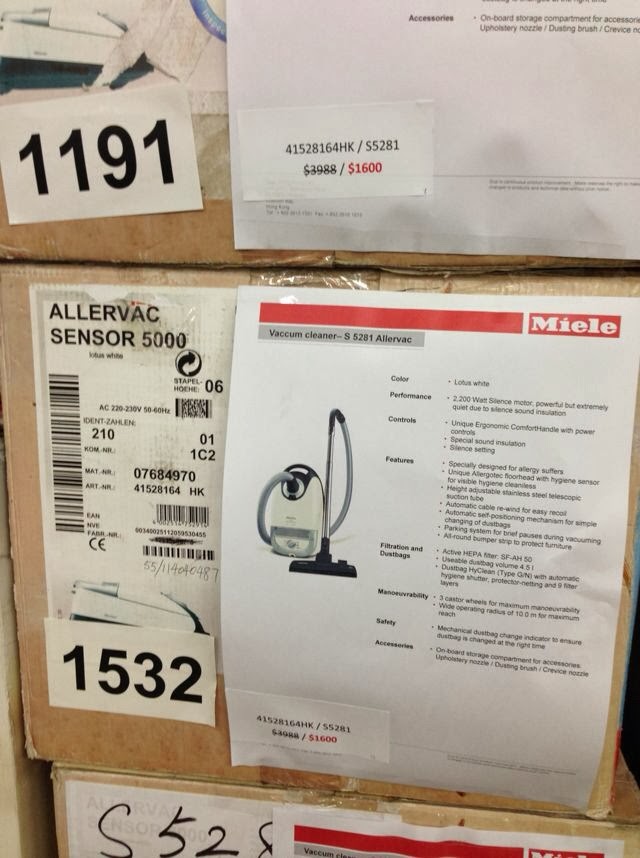 Accessories
• On-board storage compartment for accessories
Upholstery nozzle / Dusting brush / Crevice
1191
41528164HK / S5281
$3988 / $1600
ALLERVAC
SENSOR 5000
lotus white
STAPEL-
HOEHE: 06
AC 220-230V 50-60Hz
IDENT-ZAHLEN:
210 01
KOM.-NR.: 1C2
MAT.-NR.: 07684970
ART.-NR.: 41528164 HK
EAN
NVE
00340025112059530455
FABR.-NR.:
CE
55/114040487
1532
Miele
Vaccum cleaner– S 5281 Allervac
Color
• Lotus white
Performance
• 2,200 Watt Silence motor, powerful but extremely
quiet due to silence sound insulation
Controls
• Unique Ergonomic ComfortHandle with power
controls
• Special sound insulation
• Silence setting
Features
• Specially designed for allergy suffers
• Unique Allergotec floorhead with hygiene sensor
for visible hygiene cleaniless
• Height adjustable stainless steel telescopic
suction tube
• Automatic cable re-wind for easy recoil
• Automatic self-positioning mechanism for simple
changing of dustbags
• Parking system for brief pauses during vacuuming
• All-round bumper strip to protect furniture
Filtration and
Dustbags
• Active HEPA filter: SF-AH 50
• Useable dustbag volume 4.5 l
• Dustbag HyClean (Type G/N) with automatic
hygiene shutter, protector-netting and 9 filter
layers
Manoeuvrability
• 3 castor wheels for maximum manoeuvrability
• Wide operating radius of 10.0 m for maximum
reach
Safety
• Mechanical dustbag change indicator to ensure
dustbag is changed at the right time
Accessories
• On-board storage compartment for accessories:
Upholstery nozzle / Dusting brush / Crevice nozzle
41528164HK / S5281
$3988 / $1600
S 528
Miele
Vaccum